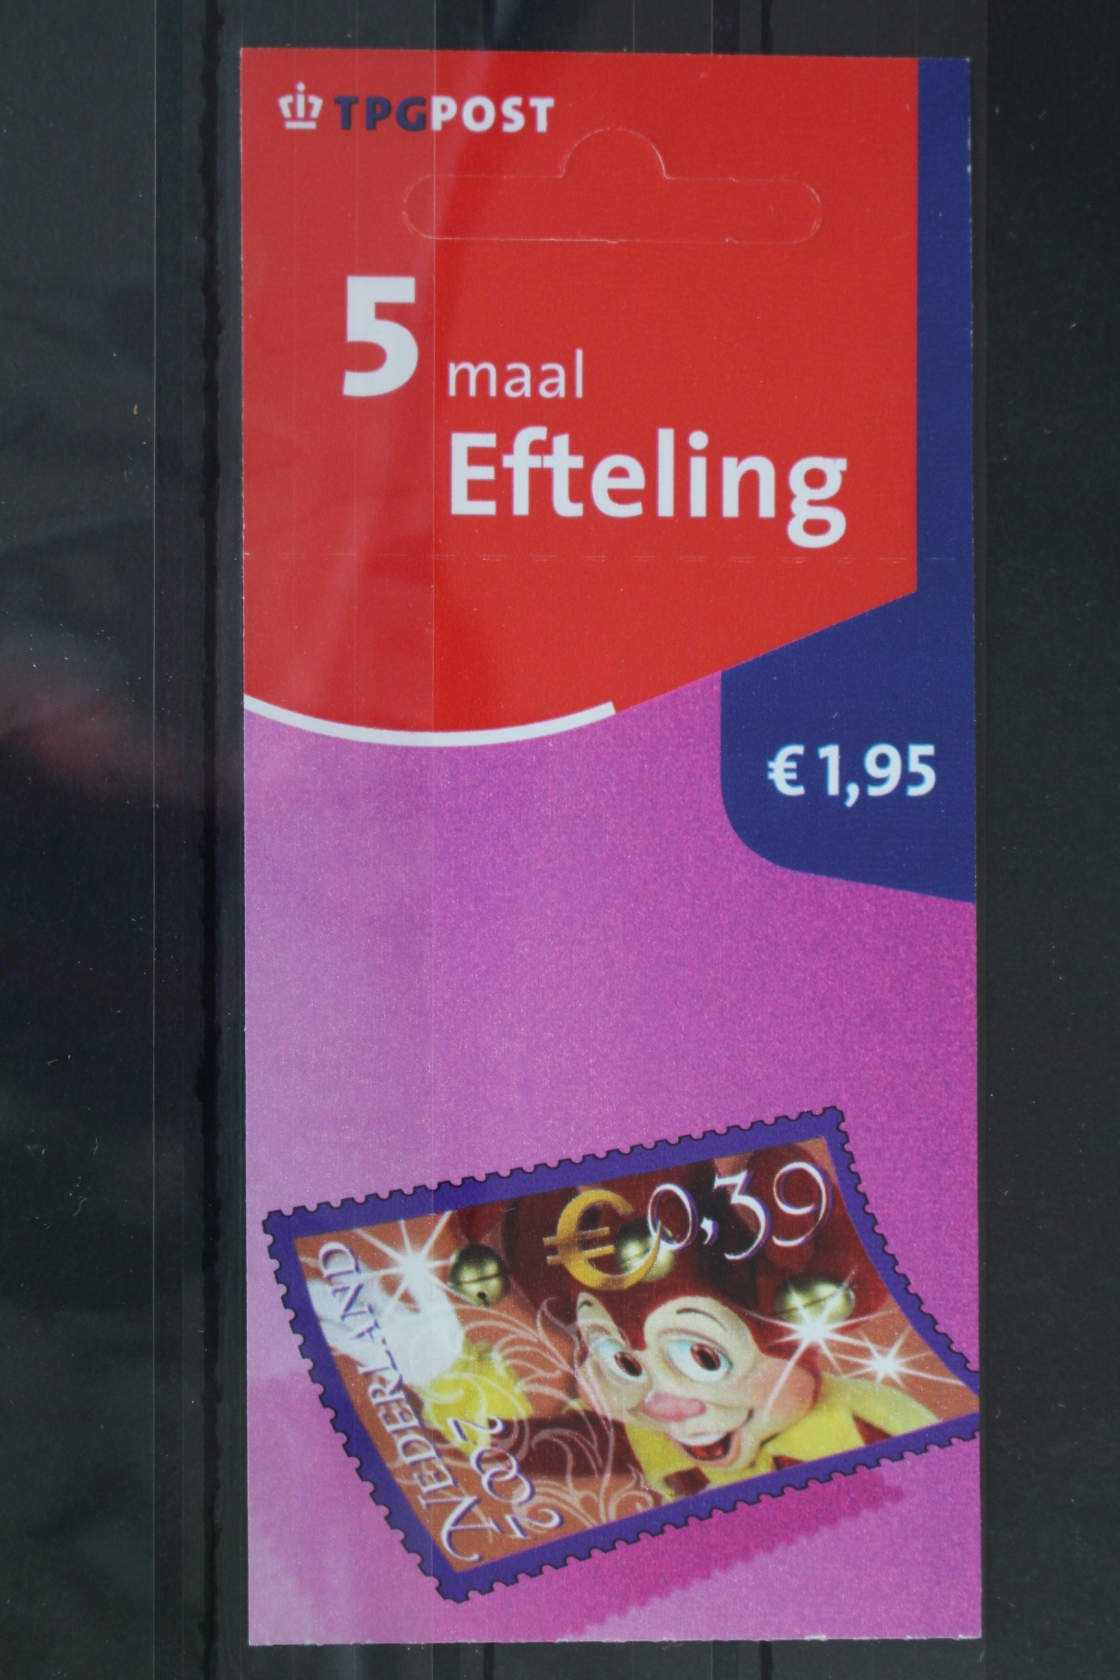 TPGPOST
5 maal
Efteling
€ 1,95
€ 0,39
NEDERLAND
2002